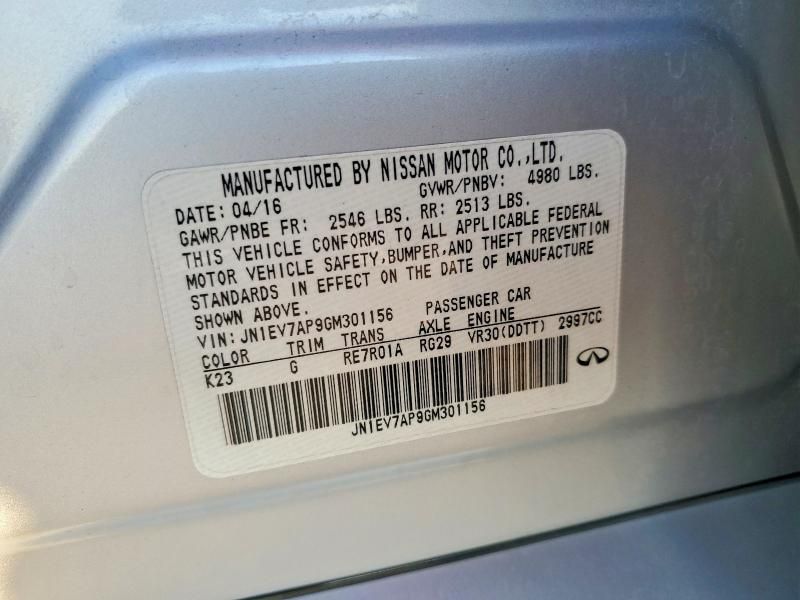 MANUFACTURED BY NISSAN MOTOR CO.,LTD.
DATE: 04/16 GVWR/PNBV: 4980 LBS.
GAWR/PNBE FR: 2546 LBS. RR: 2513 LBS.
THIS VEHICLE CONFORMS TO ALL APPLICABLE FEDERAL
MOTOR VEHICLE SAFETY,BUMPER,AND THEFT PREVENTION
STANDARDS IN EFFECT ON THE DATE OF MANUFACTURE
SHOWN ABOVE.
VIN: JN1EV7AP9GM301156 PASSENGER CAR
COLOR TRIM TRANS AXLE ENGINE
K23 G RE7R01A RG29 VR30(DDTT) 2997CC
JN1EV7AP9GM301156